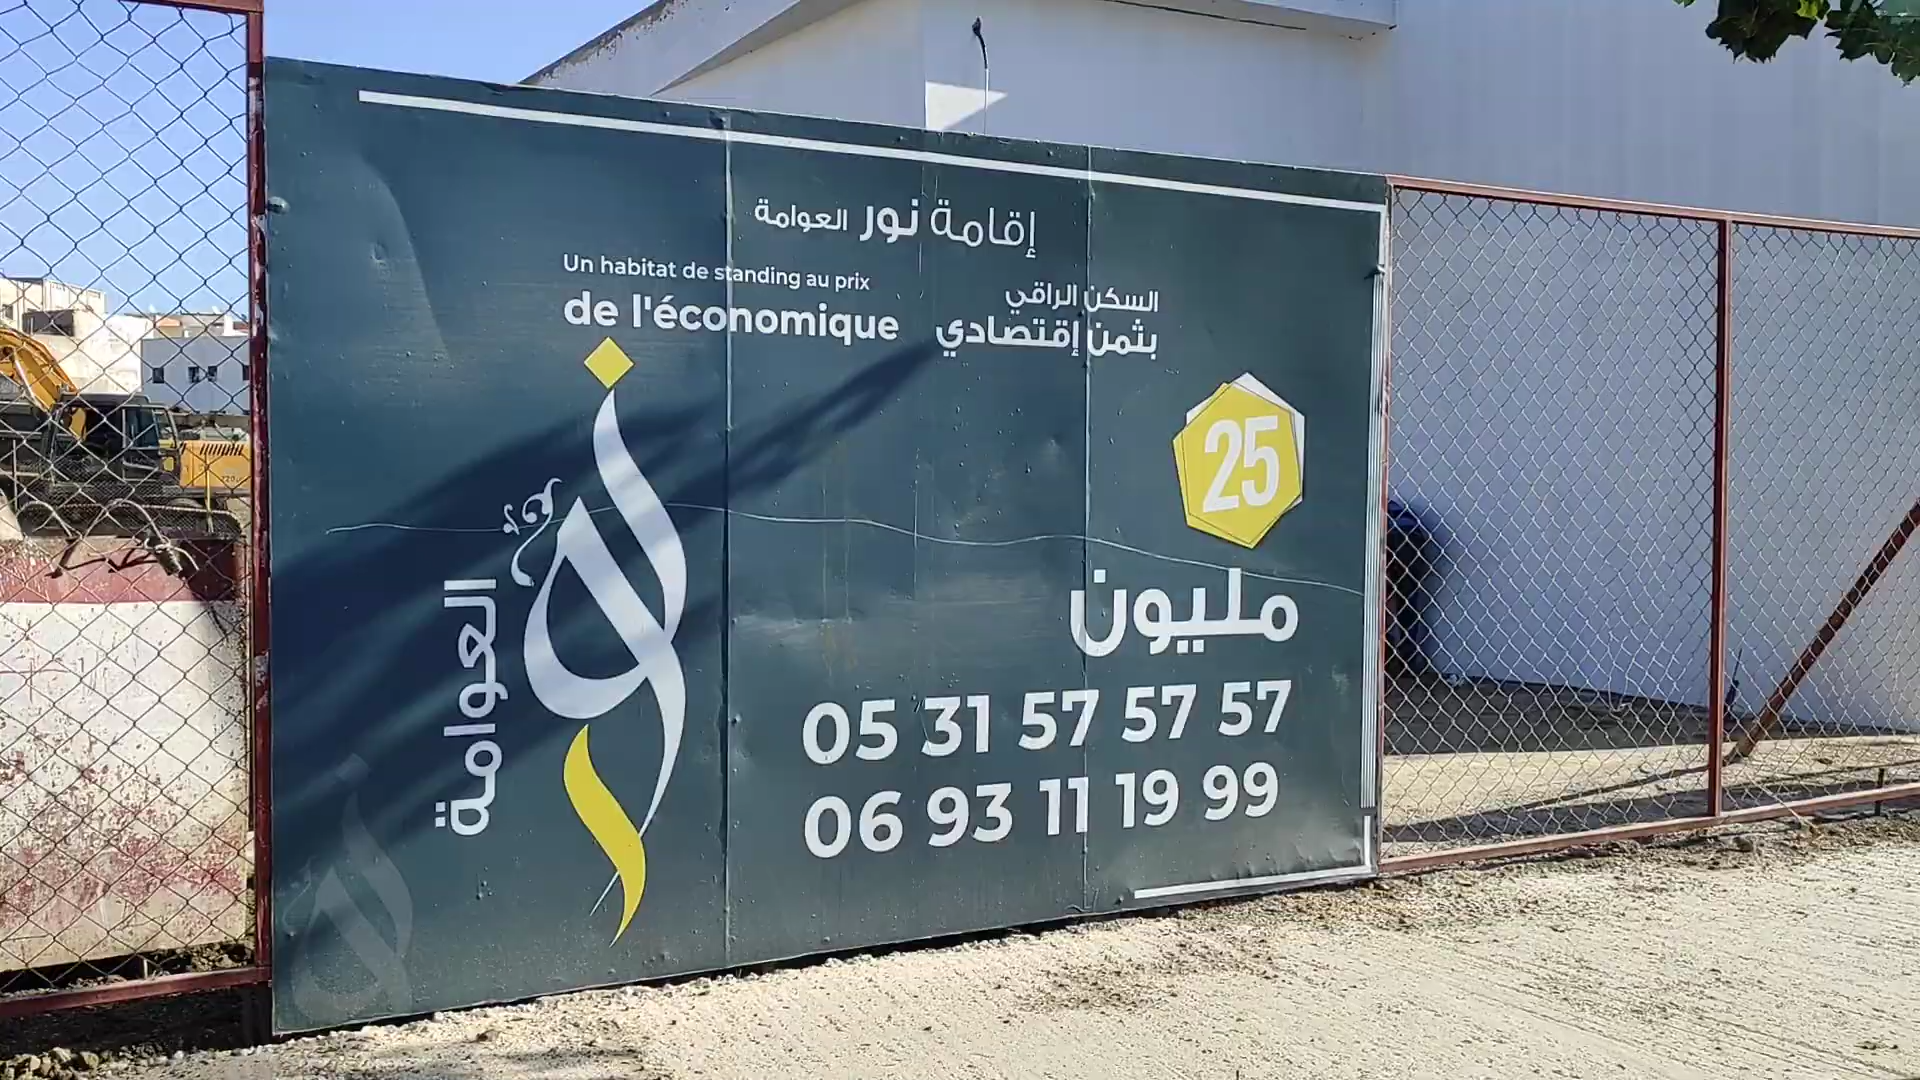 إقامة نور العوامة
Un habitat de standing au prix
de l'économique
السكن الراقي
بثمن إقتصادي
نور
العوامة
25
مليون
05 31 57 57 57
06 93 11 19 99